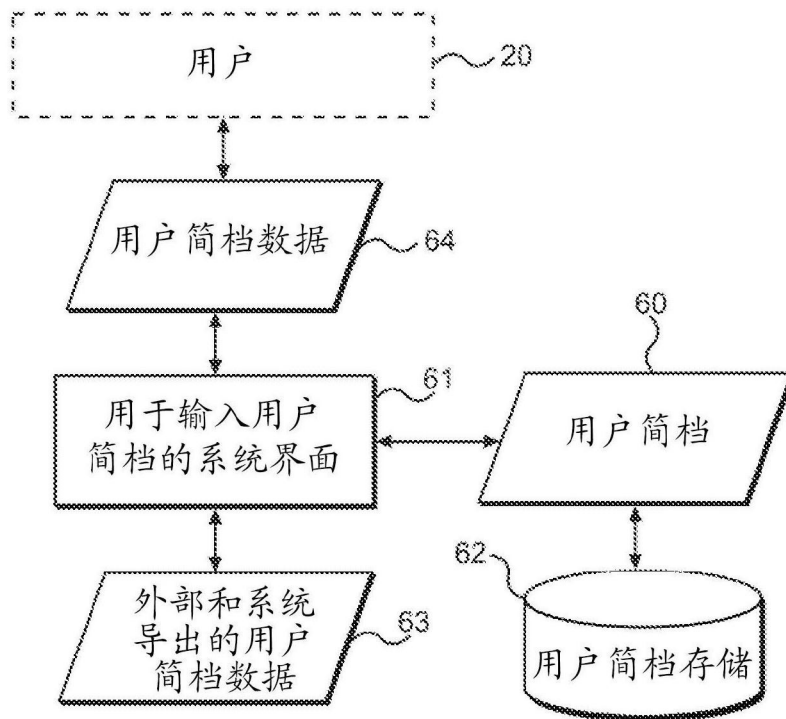 用户
20
用户简档数据
64
60
61
用于输入用户
简档的系统界面
用户简档
62
外部和系统
导出的用户
简档数据
63
用户简档存储